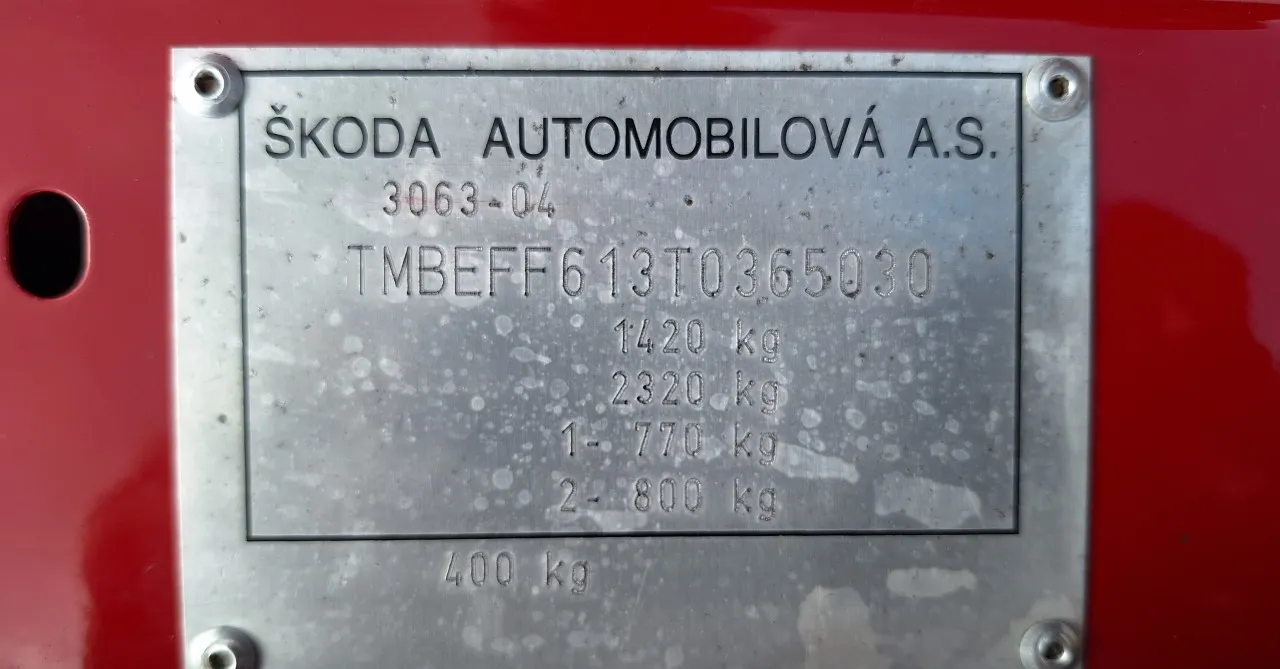 ŠKODA AUTOMOBILOVÁ A.S.
3063-04
TMBEFF613T0365030
1420 kg
2320 kg
1- 770 kg
2- 800 kg
400 kg